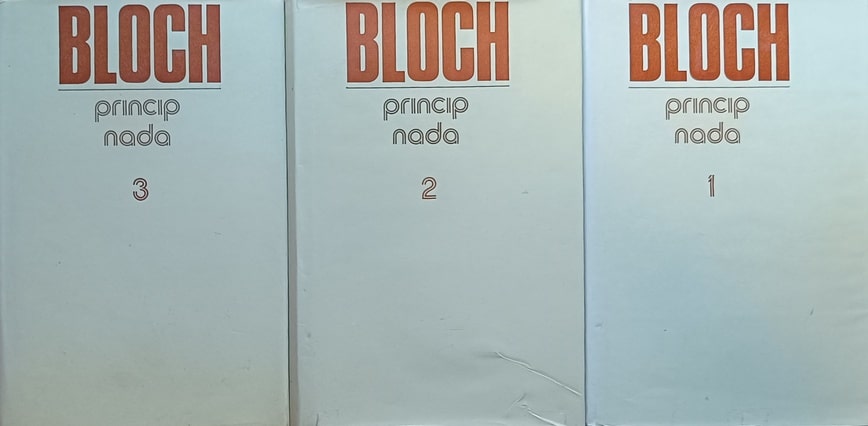 BLOCH
princip
nada
3
BLOCH
princip
nada
2
BLOCH
princip
nada
1